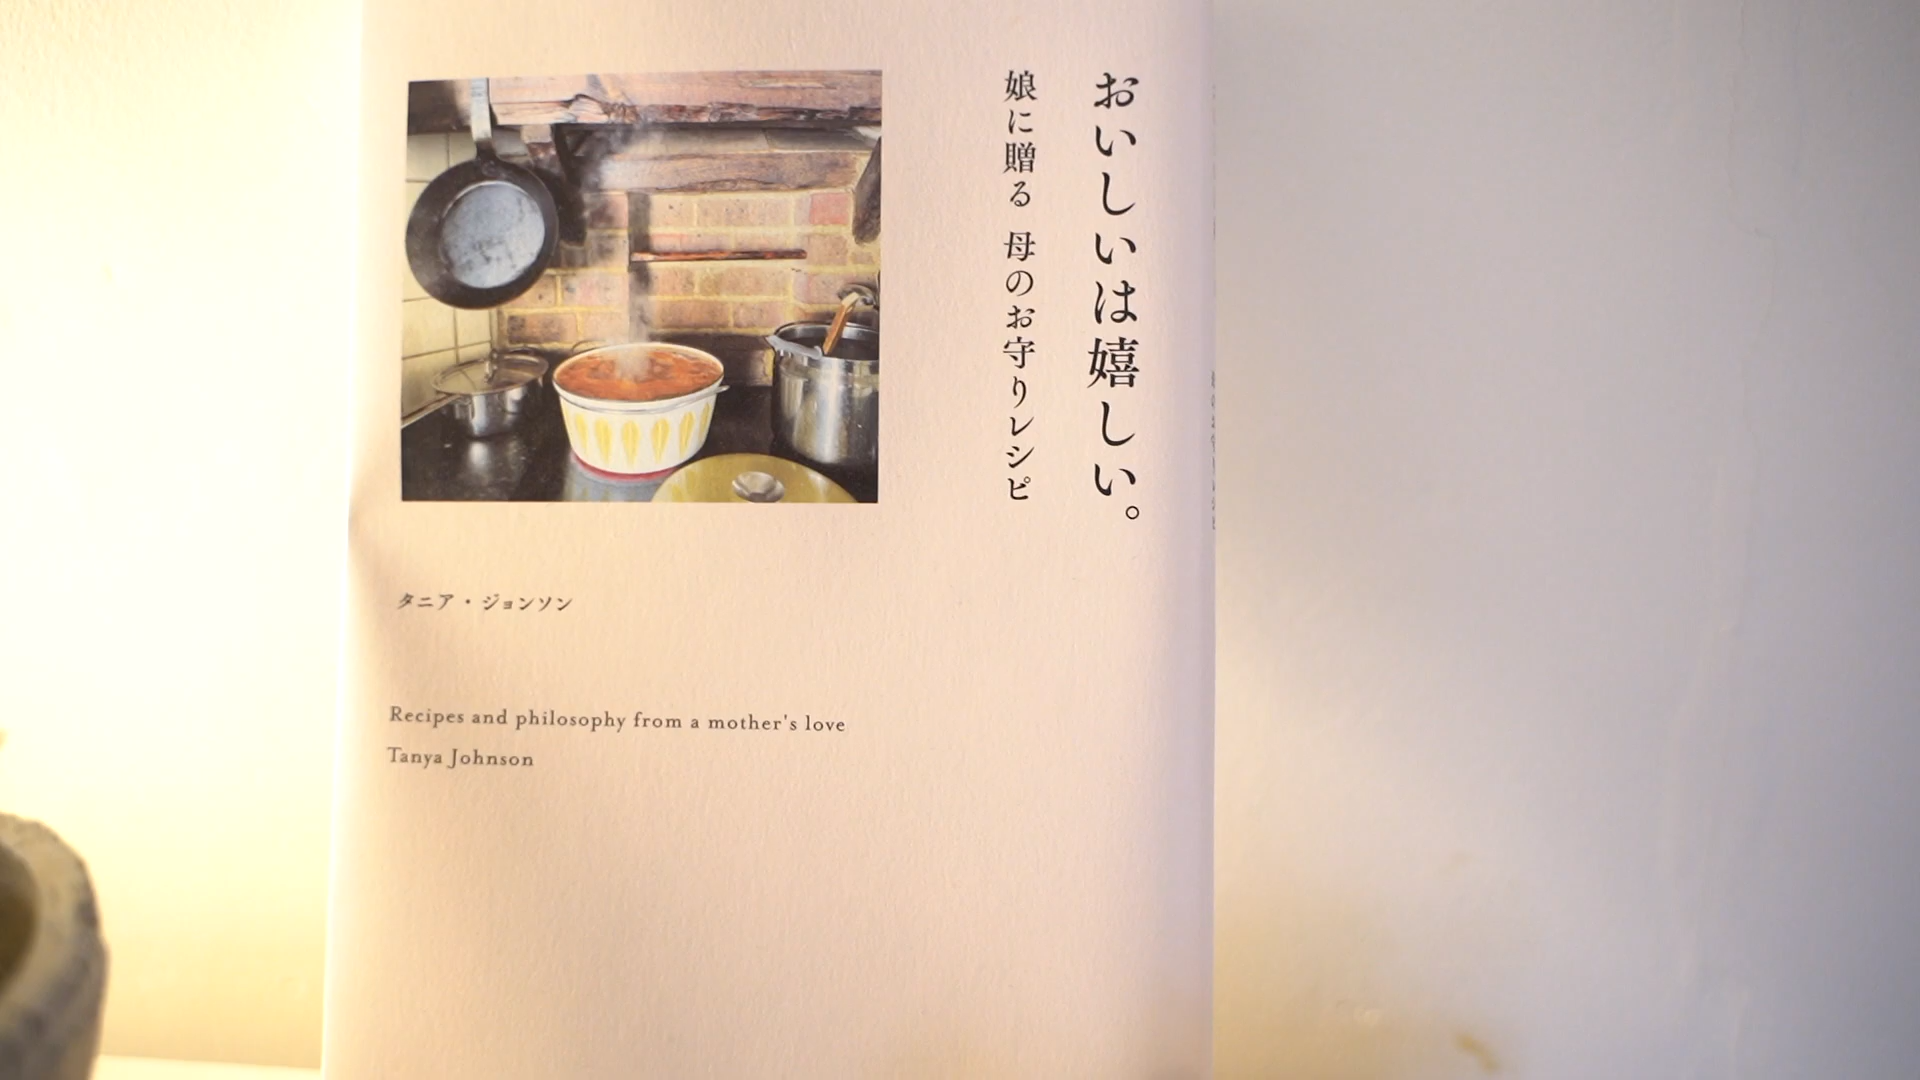 おいしいは嬉しい。
娘に贈る 母のお守りレシピ
タニア・ジョンソン
Recipes and philosophy from a mother's love
Tanya Johnson